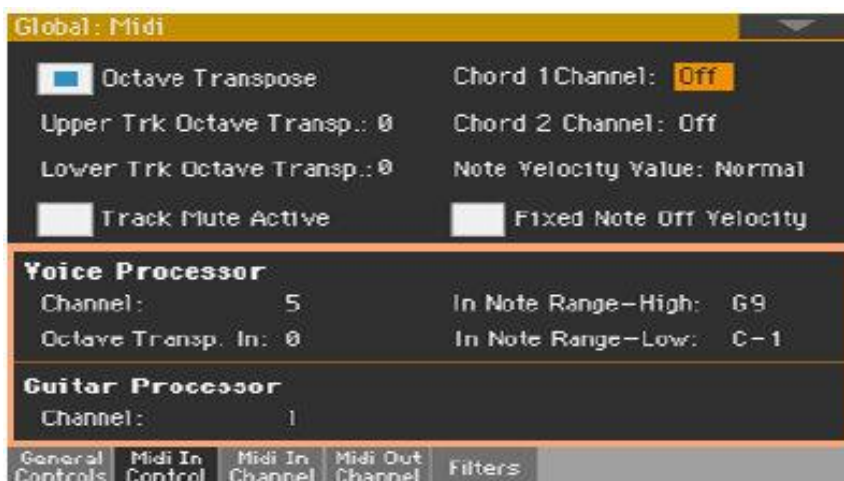 Global: Midi
Octave Transpose
Chord 1Channel: Off
Upper Trk Octave Transp.: 0
Chord 2 Channel: Off
Lower Trk Octave Transp.: 0
Note Velocity Value: Normal
Track Mute Active
Fixed Note Off Velocity
Voice Processor
Channel: 5
In Note Range-High: G9
Octave Transp. In: 0
In Note Range-Low: C-1
Guitar Processor
Channel: 1
General Controls
Midi In Control
Midi In Channel
Midi Out Channel
Filters